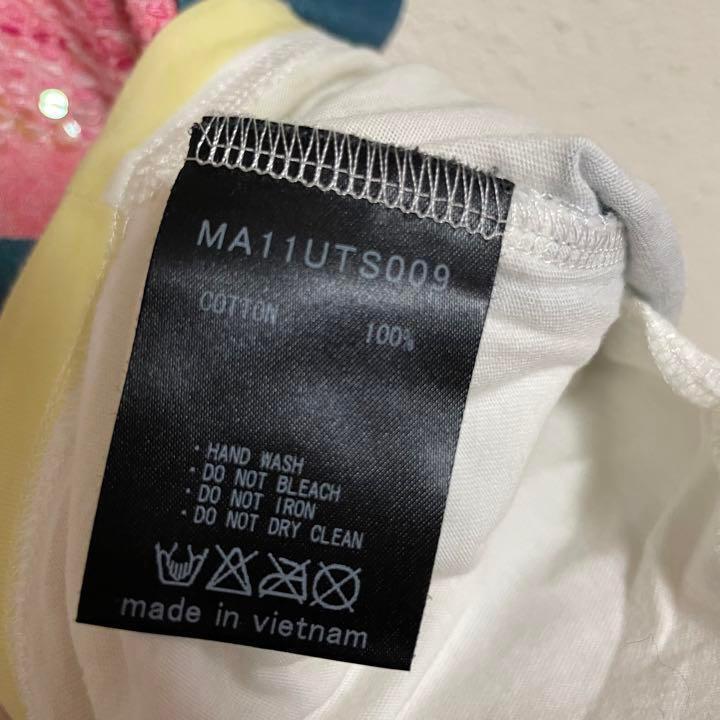 MA11UTS009
COTTON 100%
・HAND WASH
・DO NOT BLEACH
・DO NOT IRON
・DO NOT DRY CLEAN
made in vietnam